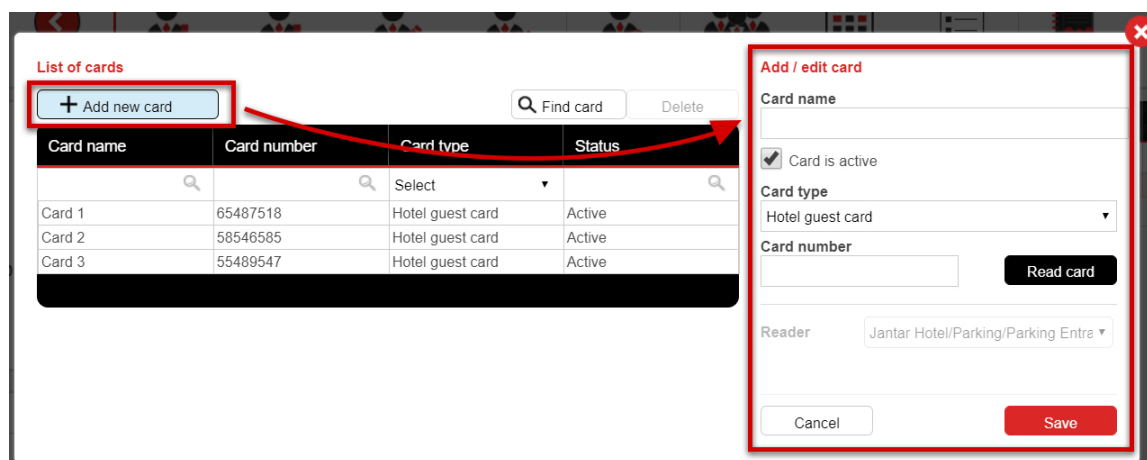 List of cards
Add new card
Find card
Delete
Card name Card number Card type Status
Select
Card 1 65487518 Hotel guest card Active
Card 2 58546585 Hotel guest card Active
Card 3 55489547 Hotel guest card Active
Add / edit card
Card name
Card is active
Card type
Hotel guest card
Card number
Read card
Reader Jantar Hotel/Parking/Parking Entra
Cancel Save